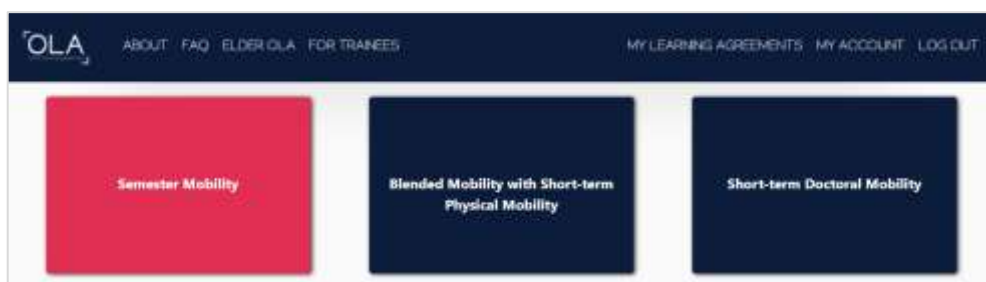 OLA
ABOUT FAQ ELDER OLA FOR TRAINEES
MY LEARNING AGREEMENTS MY ACCOUNT LOG OUT
Semester Mobility
Blended Mobility with Short-term
Physical Mobility
Short-term Doctoral Mobility